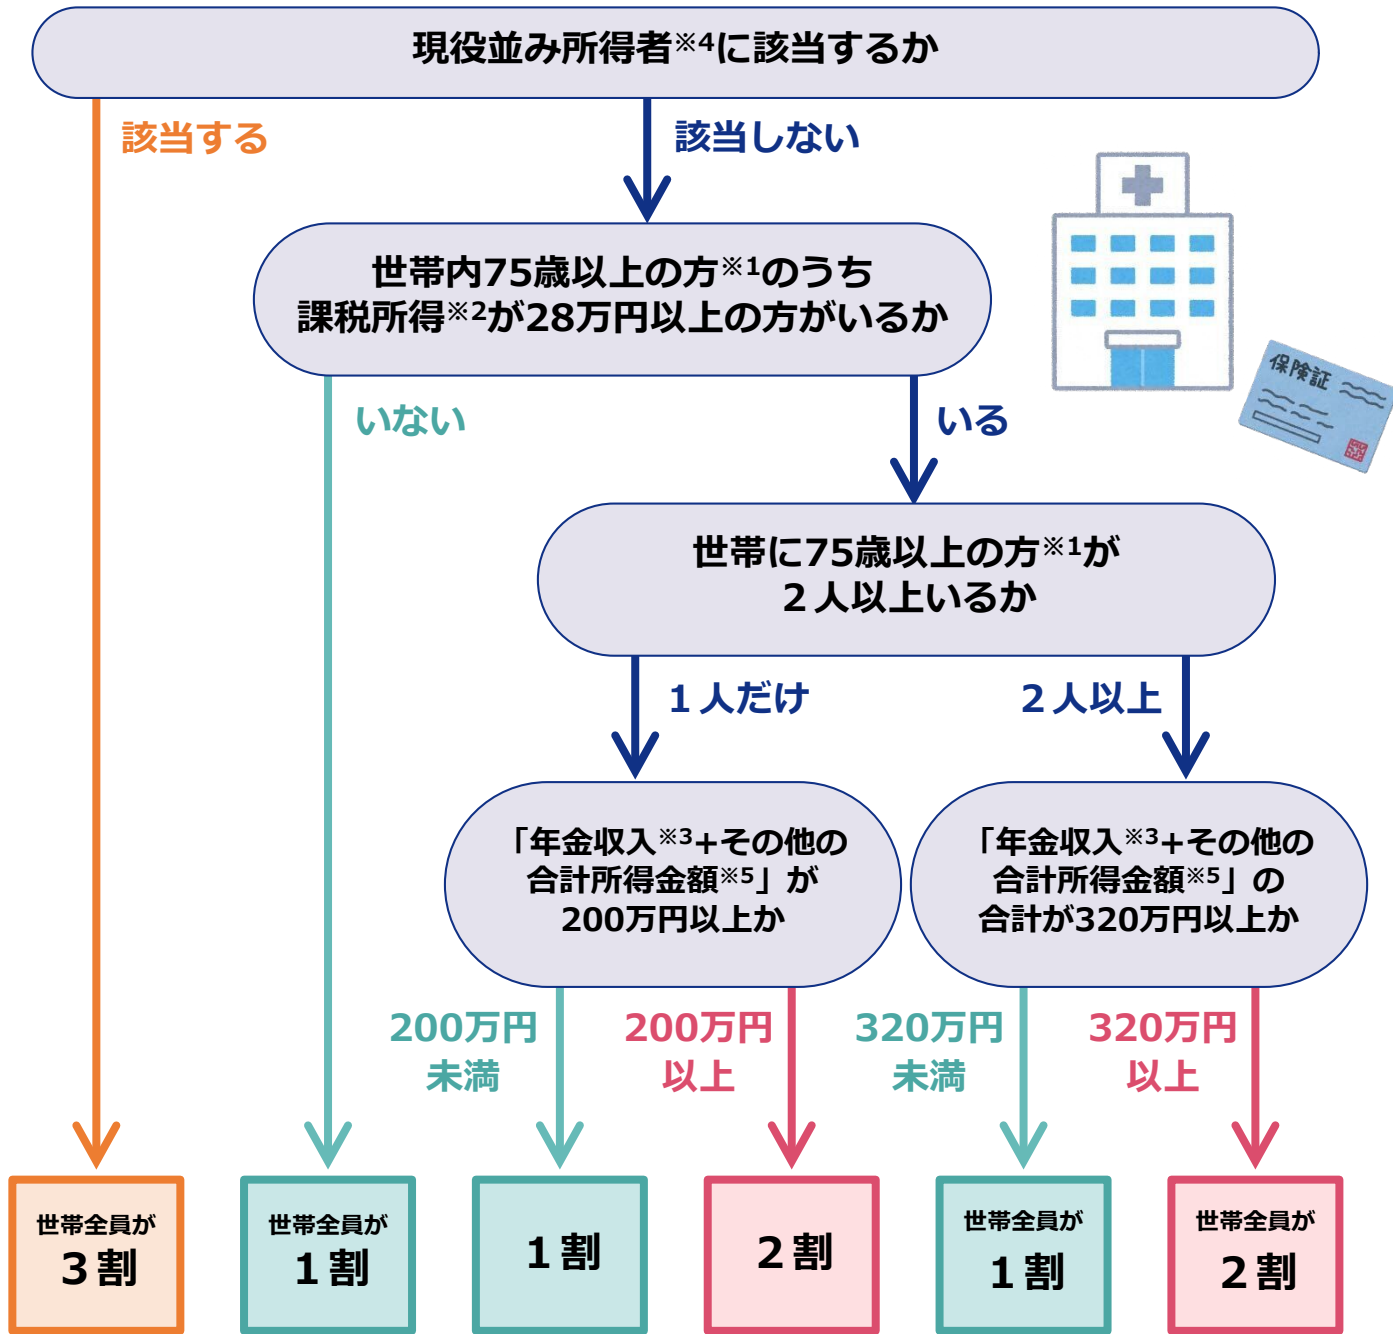 現役並み所得者※4に該当するか
該当する
該当しない
世帯内75歳以上の方※1のうち
課税所得※2が28万円以上の方がいるか
保険証
いない
いる
世帯に75歳以上の方※1が
２人以上いるか
１人だけ
２人以上
「年金収入※3+その他の
合計所得金額※5」が
200万円以上か
「年金収入※3+その他の
合計所得金額※5」の
合計が320万円以上か
200万円
未満
200万円
以上
320万円
未満
320万円
以上
世帯全員が
３割
世帯全員が
１割
１割
２割
世帯全員が
１割
世帯全員が
２割